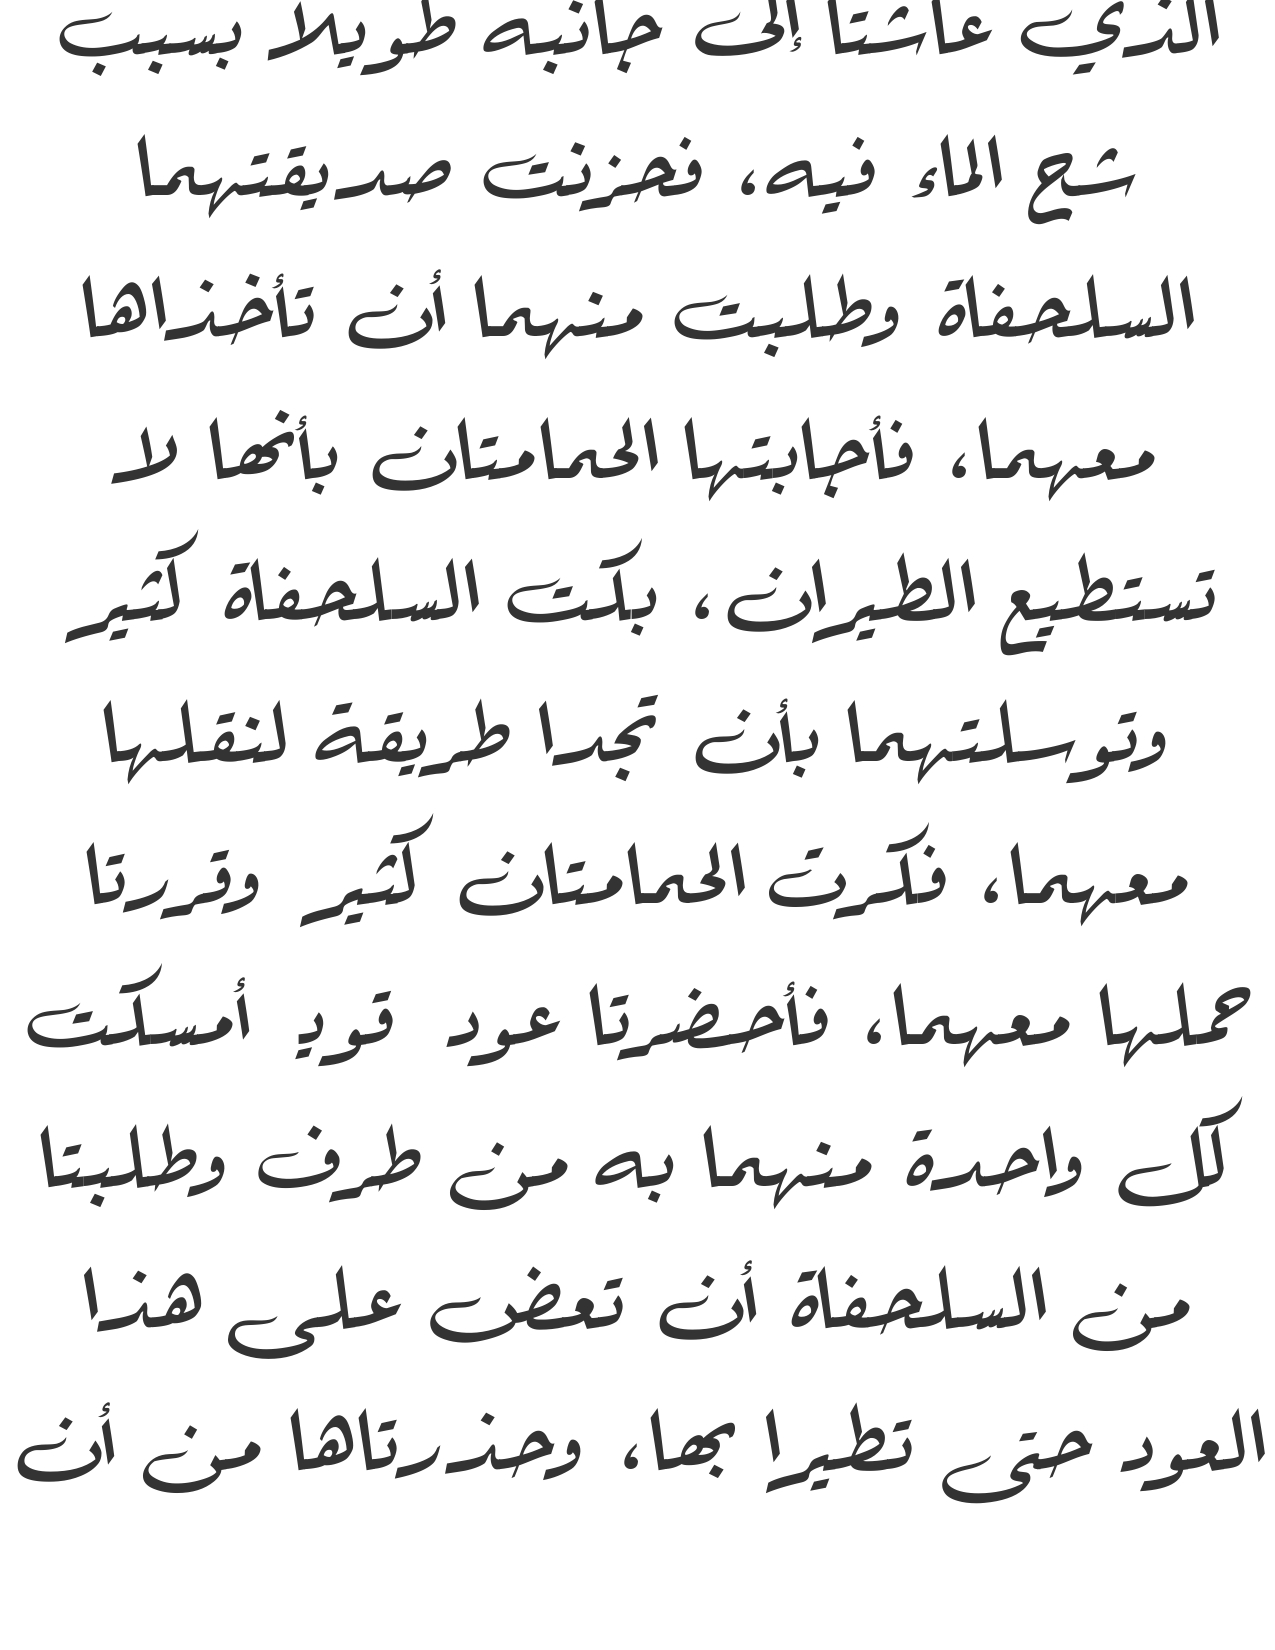 الذي عاشتا إلى جانبه طويلا بسبب
شح الماء فيه، فحزنت صديقتهما
السلحفاة وطلبت منهما أن تأخذاها
معهما، فأجابتها الحمامتان بأنها لا
تستطيع الطيران، بكت السلحفاة كثير
وتوسلتهما بأن تجدا طريقة لنقلها
معهما، فكرت الحمامتان كثير وقررتا
حملها معهما، فأحضرتا عود قوي أمسكت
كل واحدة منهما به من طرف وطلبتا
من السلحفاة أن تعض على هذا
العود حتى تطيرا بها، وحذرتاها من أن